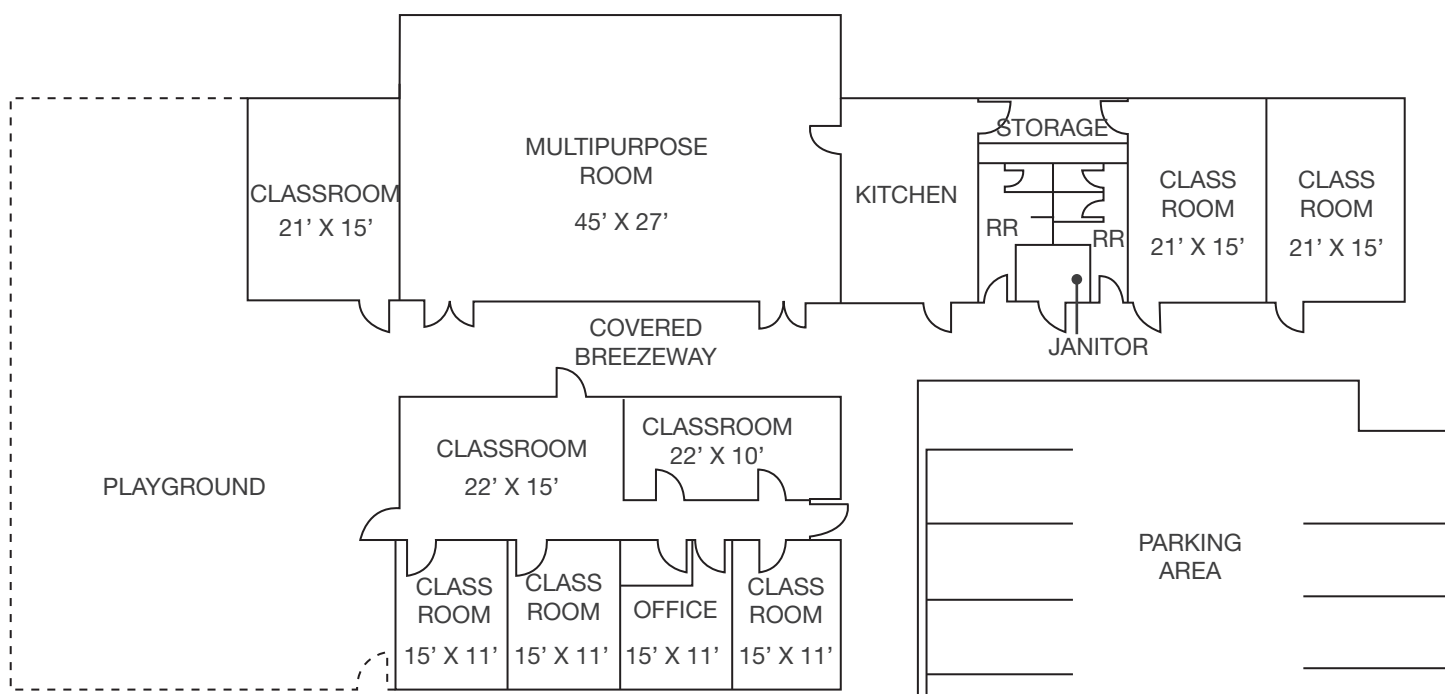 CLASSROOM
21’ X 15’
MULTIPURPOSE
ROOM
45’ X 27’
KITCHEN
STORAGE
RR
RR
JANITOR
CLASS
ROOM
21’ X 15’
CLASS
ROOM
21’ X 15’
COVERED
BREEZEWAY
PLAYGROUND
CLASSROOM
22’ X 15’
CLASSROOM
22’ X 10’
CLASS
ROOM
15’ X 11’
CLASS
ROOM
15’ X 11’
OFFICE
15’ X 11’
CLASS
ROOM
15’ X 11’
PARKING
AREA